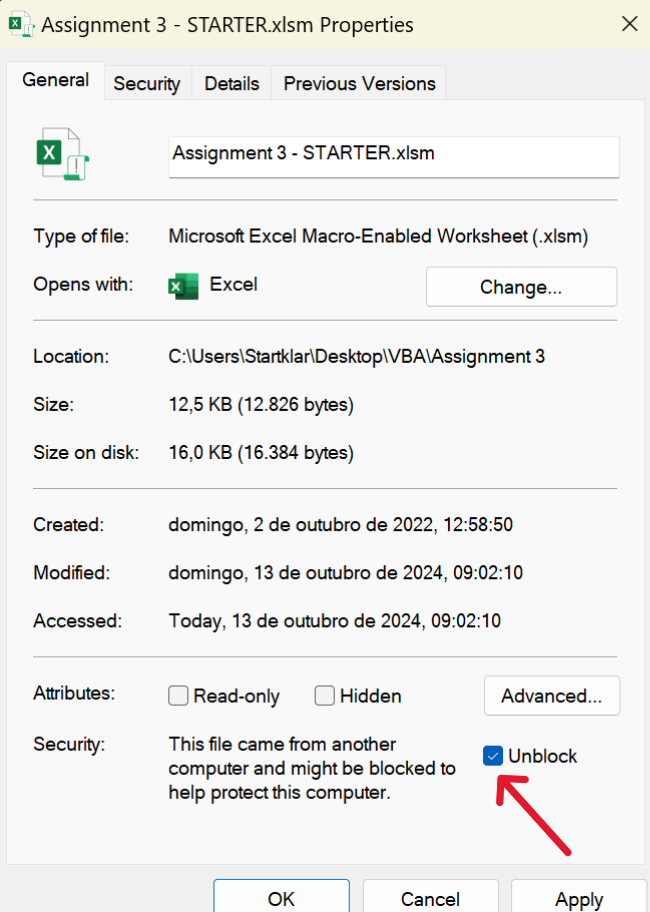 Assignment 3 - STARTER.xlsm Properties
General Security Details Previous Versions
Assignment 3 - STARTER.xlsm
Type of file: Microsoft Excel Macro-Enabled Worksheet (.xlsm)
Opens with: Excel Change...
Location: C:\Users\Startklar\Desktop\VBA\Assignment 3
Size: 12,5 KB (12.826 bytes)
Size on disk: 16,0 KB (16.384 bytes)
Created: domingo, 2 de outubro de 2022, 12:58:50
Modified: domingo, 13 de outubro de 2024, 09:02:10
Accessed: Today, 13 de outubro de 2024, 09:02:10
Attributes: Read-only Hidden Advanced...
Security: This file came from another
computer and might be blocked to
help protect this computer.
Unblock
OK Cancel Apply